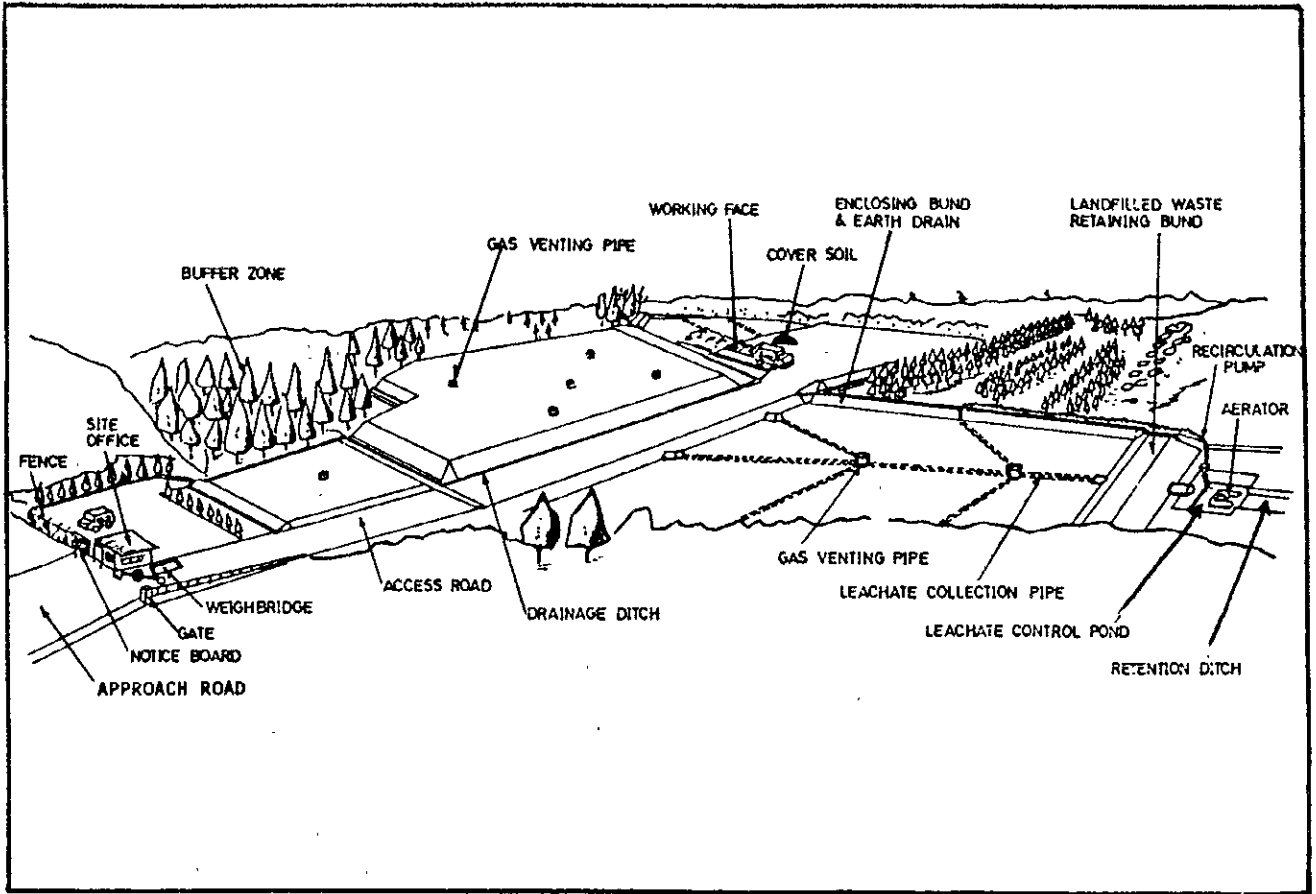 WORKING FACE
ENCLOSING BUND
& EARTH DRAIN
LANDFILLED WASTE
RETAINING BUND
GAS VENTING PIPE
COVER SOIL
BUFFER ZONE
RECIRCULATION
PUMP
AERATOR
SITE
OFFICE
FENCE
GAS VENTING PIPE
ACCESS ROAD
LEACHATE COLLECTION PIPE
WEIGHBRIDGE
DRAINAGE DITCH
GATE
LEACHATE CONTROL POND
NOTICE BOARD
RETENTION DITCH
APPROACH ROAD